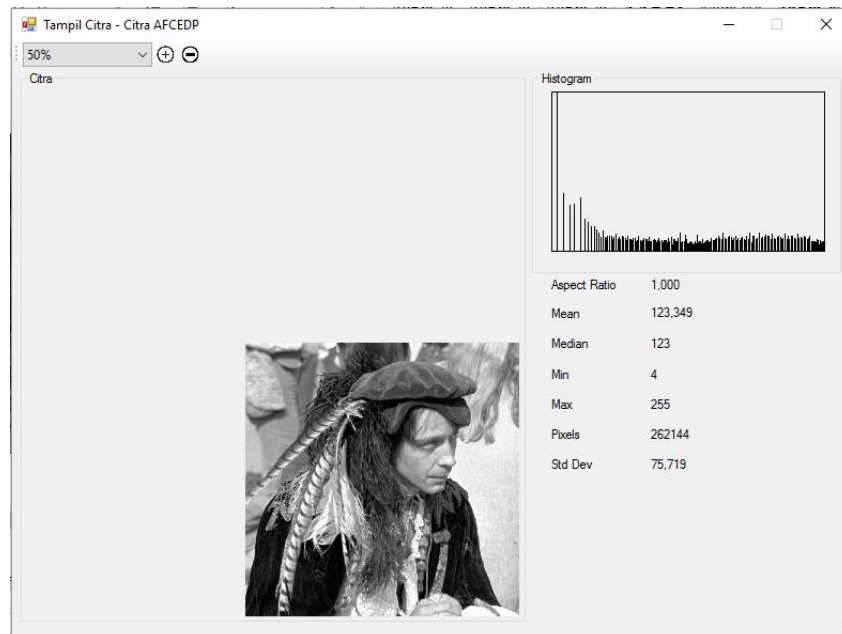 Tampil Citra - Citra AFCEDP
50%
Citra
Histogram
Aspect Ratio 1,000
Mean 123,349
Median 123
Min 4
Max 255
Pixels 262144
Std Dev 75,719